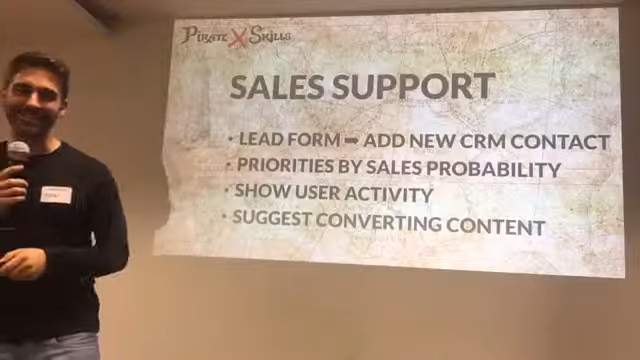 PIRATE X SKILLS
SALES SUPPORT
• LEAD FORM ➡ ADD NEW CRM CONTACT
• PRIORITIES BY SALES PROBABILITY
• SHOW USER ACTIVITY
• SUGGEST CONVERTING CONTENT